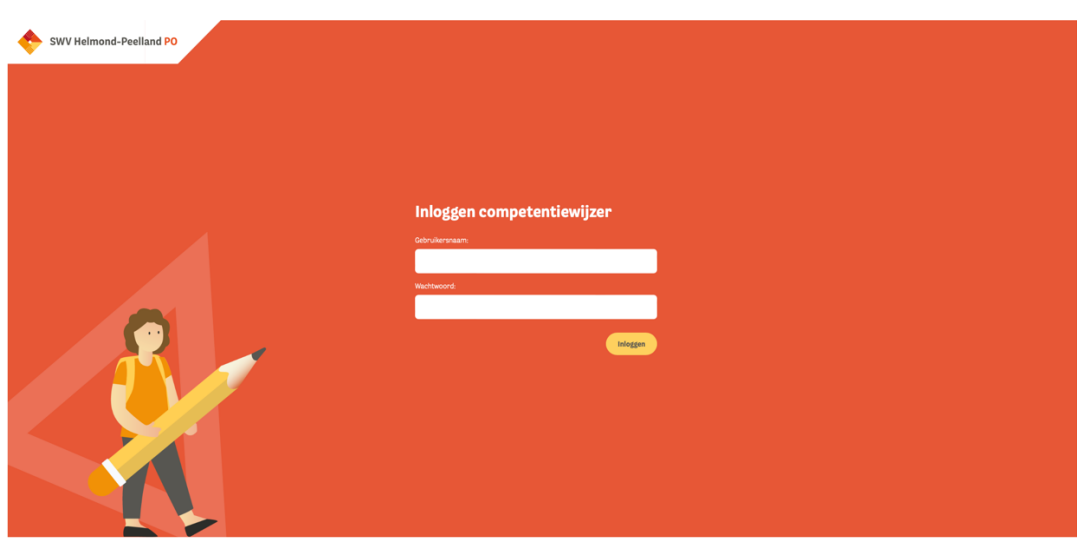 SWV Helmond-Peelland PO
Inloggen competentiewijzer
Gebruikersnaam:
Wachtwoord:
Inloggen